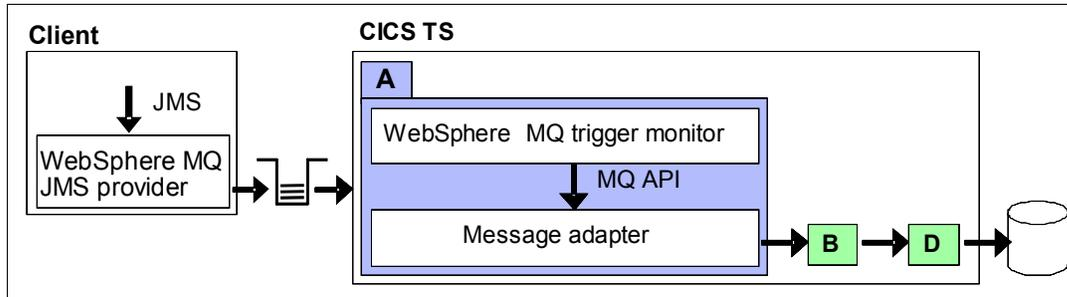 Client
CICS TS
A
JMS
WebSphere MQ trigger monitor
WebSphere MQ
JMS provider
MQ API
Message adapter
B
D